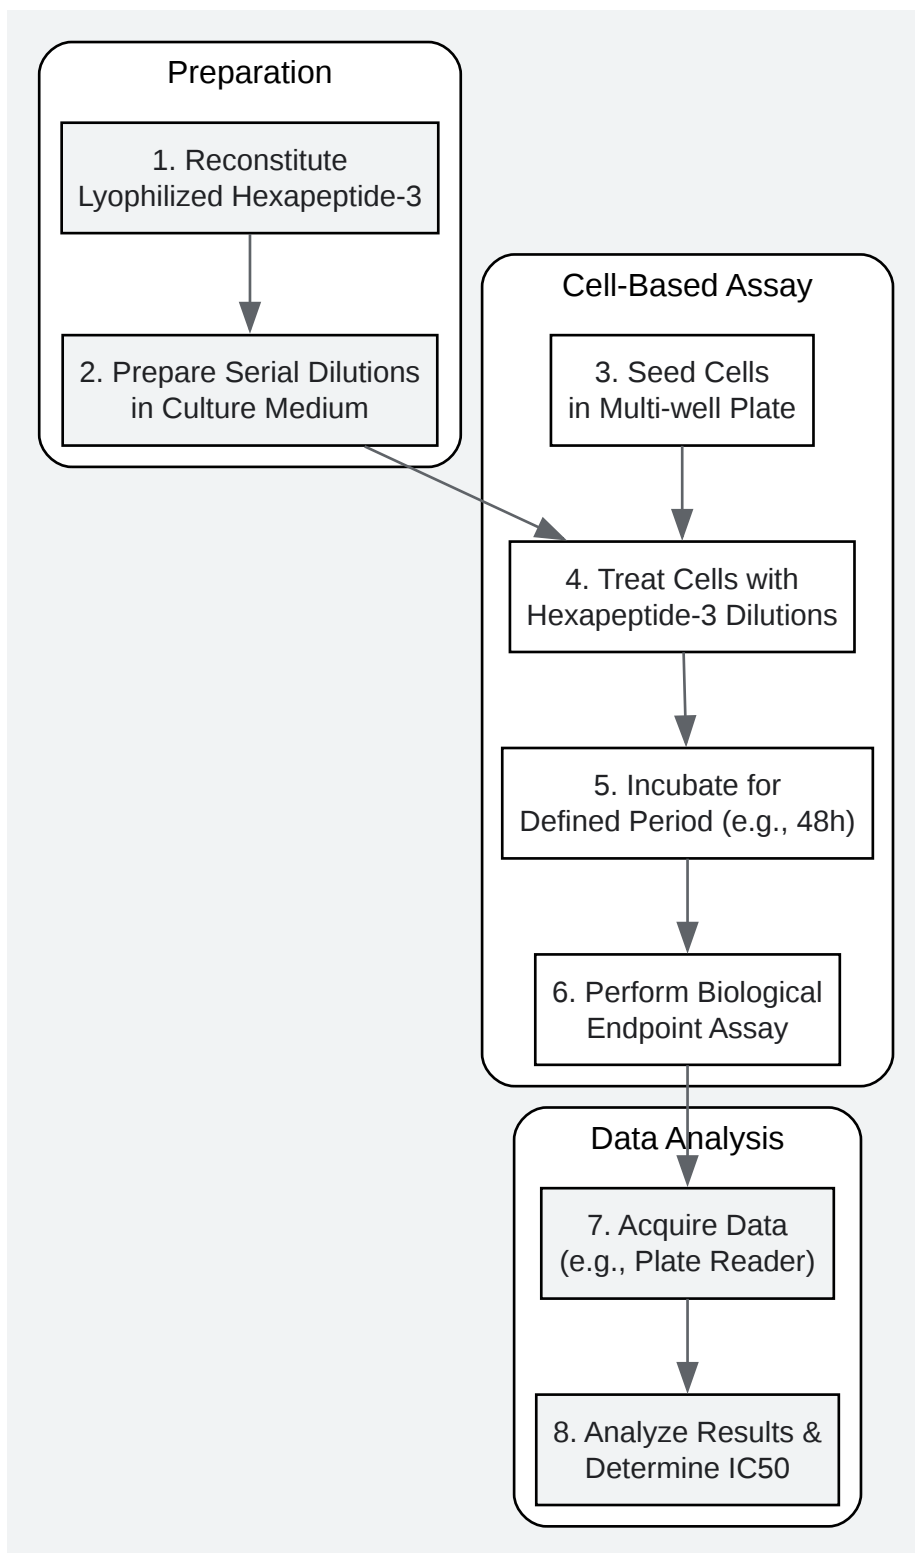 Preparation
1. Reconstitute
Lyophilized Hexapeptide-3
2. Prepare Serial Dilutions
in Culture Medium
Cell-Based Assay
3. Seed Cells
in Multi-well Plate
4. Treat Cells with
Hexapeptide-3 Dilutions
5. Incubate for
Defined Period (e.g., 48h)
6. Perform Biological
Endpoint Assay
Data Analysis
7. Acquire Data
(e.g., Plate Reader)
8. Analyze Results &
Determine IC50